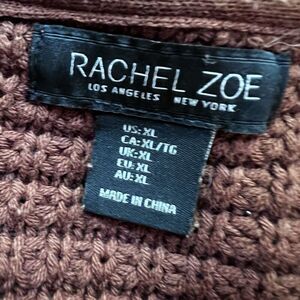 RACHEL ZOE
LOS ANGELES NEW YORK
US: XL
CA: XL/TG
UK: XL
EU: XL
AU: XL
MADE IN CHINA